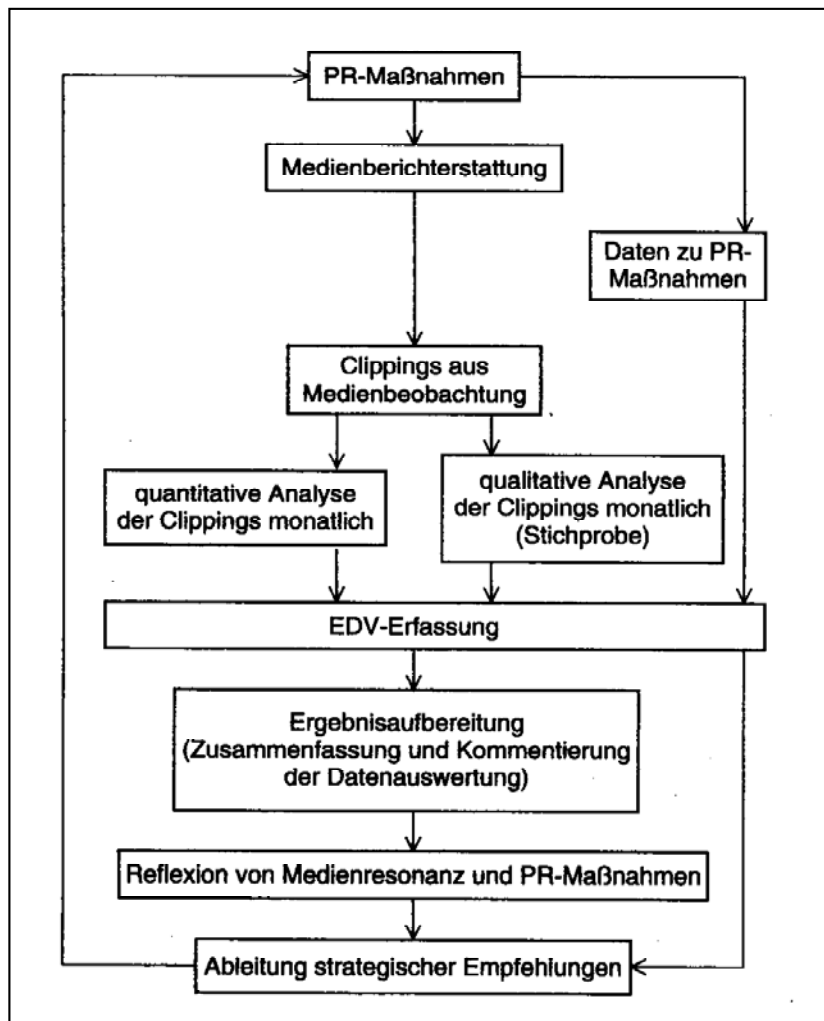 PR-Maßnahmen
Medienberichterstattung
Daten zu PR-
Maßnahmen
Clippings aus
Medienbeobachtung
quantitative Analyse
der Clippings monatlich
qualitative Analyse
der Clippings monatlich
(Stichprobe)
EDV-Erfassung
Ergebnisaufbereitung
(Zusammenfassung und Kommentierung
der Datenauswertung)
Reflexion von Medienresonanz und PR-Maßnahmen
Ableitung strategischer Empfehlungen